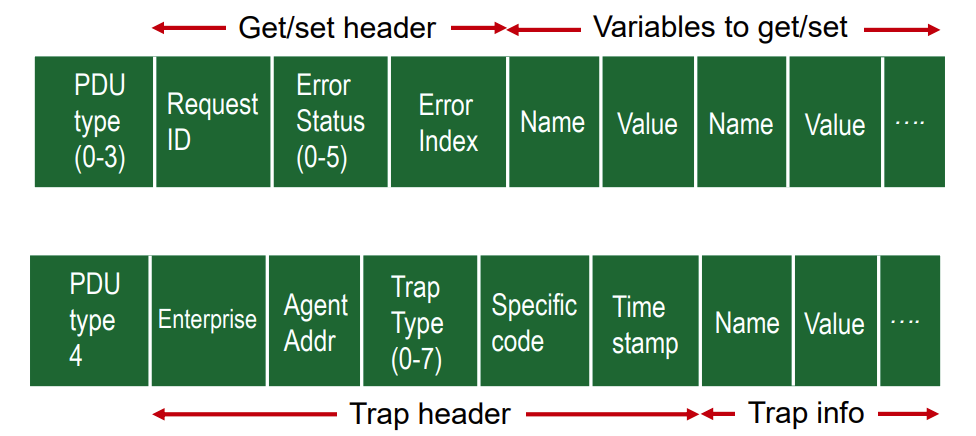 Get/set header
Variables to get/set
PDU
type
(0-3)
Request
ID
Error
Status
(0-5)
Error
Index
Name
Value
Name
Value
....
PDU
type
4
Enterprise
Agent
Addr
Trap
Type
(0-7)
Specific
code
Time
stamp
Name
Value
....
Trap header
Trap info